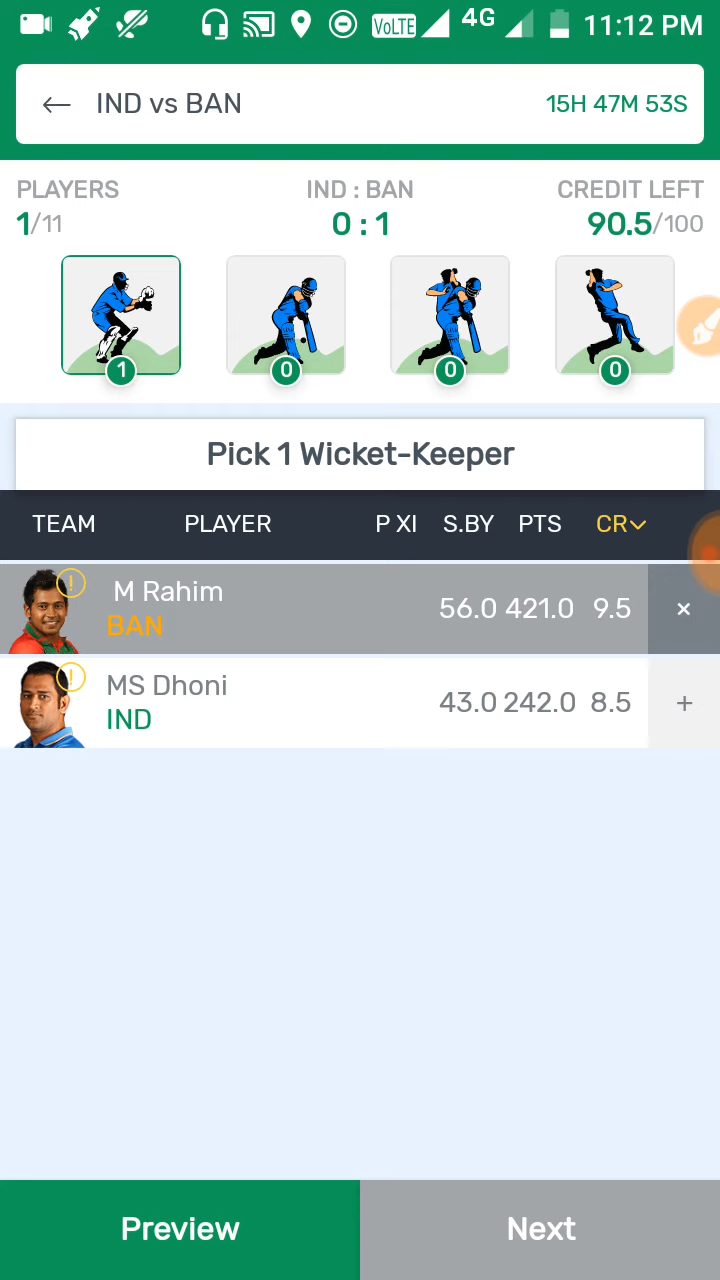 VoLTE 4G 11:12 PM
← IND vs BAN 15H 47M 53S
PLAYERS IND : BAN CREDIT LEFT
1/11 0 : 1 90.5/100
1 0 0 0
Pick 1 Wicket-Keeper
TEAM PLAYER P XI S.BY PTS CR
! M Rahim 56.0 421.0 9.5 ×
BAN
! MS Dhoni 43.0 242.0 8.5 +
IND
Preview Next